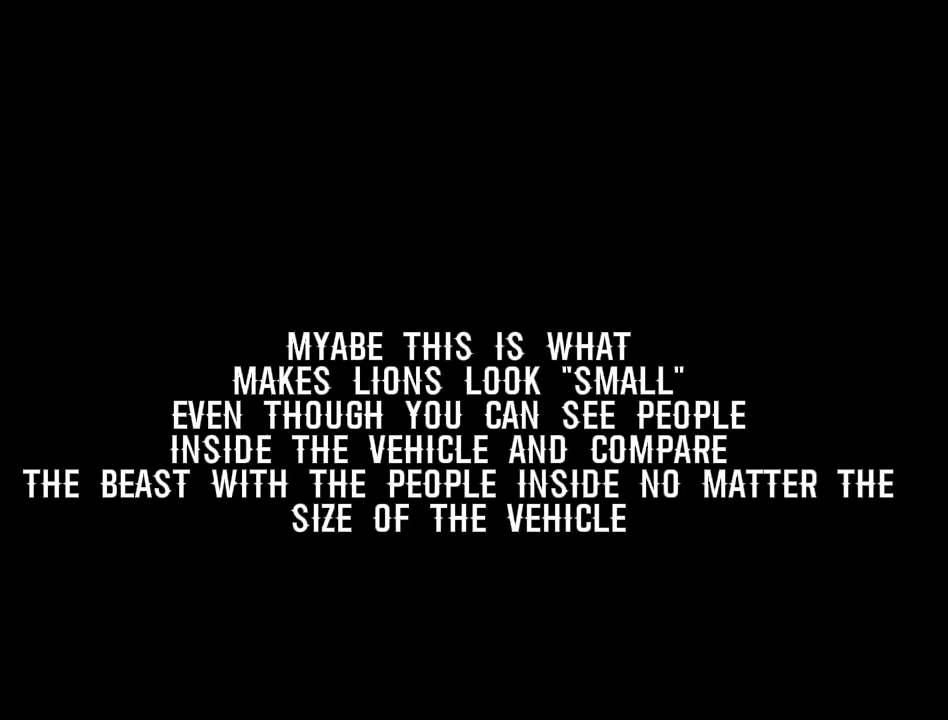 MYABE THIS IS WHAT
MAKES LIONS LOOK "SMALL"
EVEN THOUGH YOU CAN SEE PEOPLE
INSIDE THE VEHICLE AND COMPARE
THE BEAST WITH THE PEOPLE INSIDE NO MATTER THE
SIZE OF THE VEHICLE